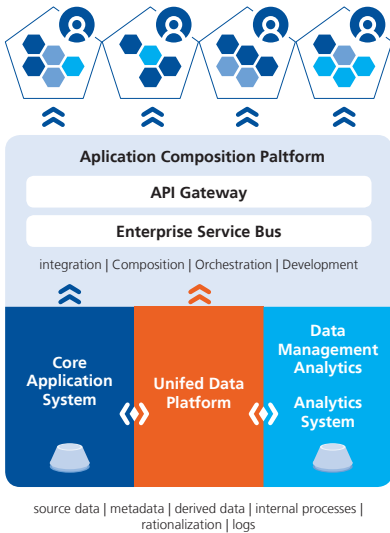 Aplication Composition Paltform
API Gateway
Enterprise Service Bus
integration | Composition | Orchestration | Development
Core
Application
System
Unifed Data
Platform
Data
Management
Analytics
Analytics
System
source data | metadata | derived data | internal processes |
rationalization | logs